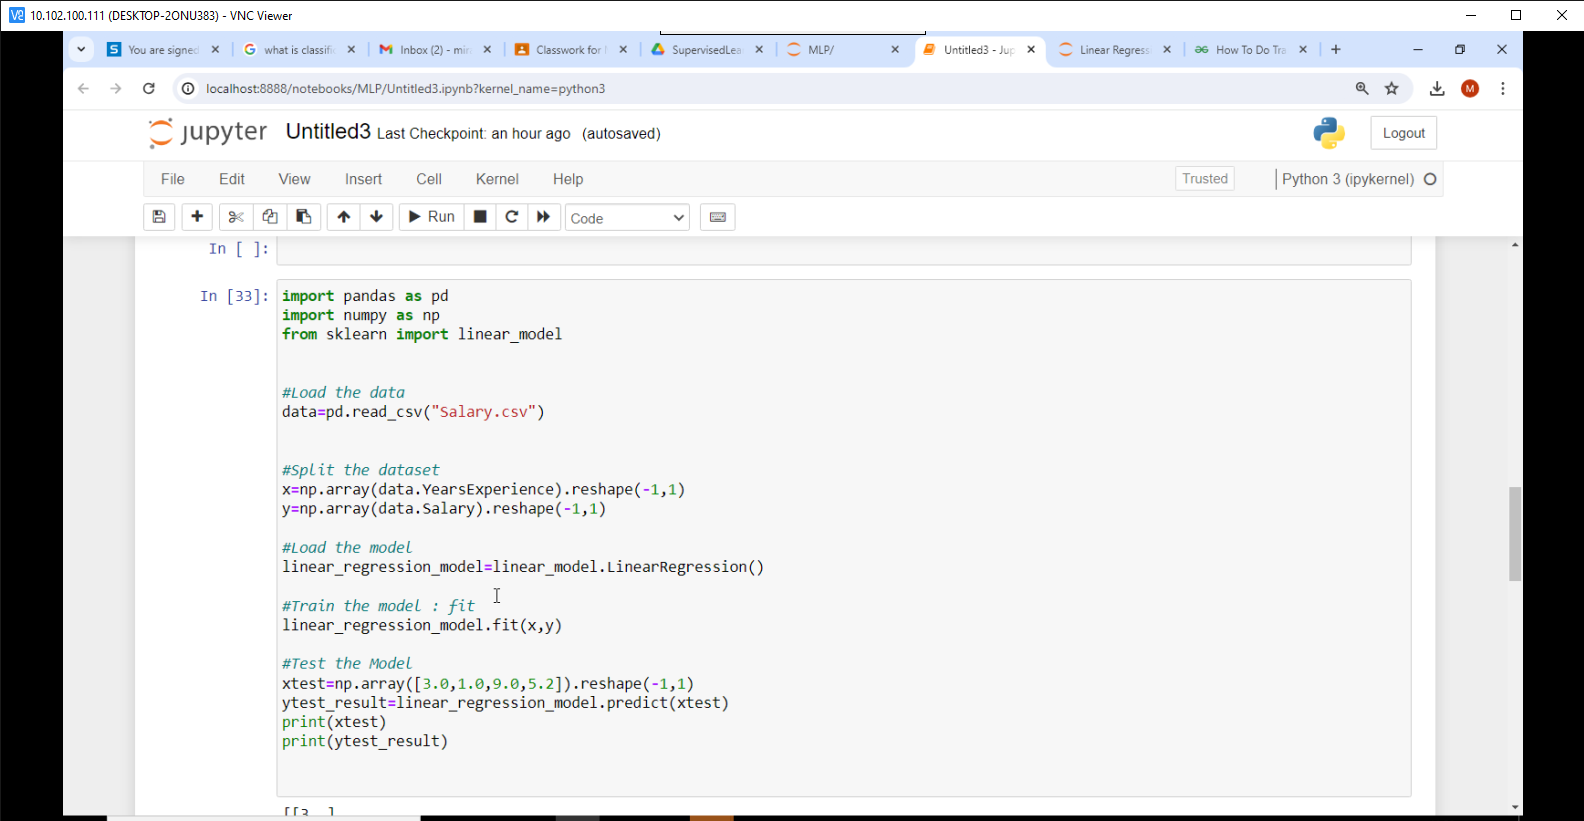 10.102.100.111 (DESKTOP-2ONU383) - VNC Viewer
You are signed
what is classifi
Inbox (2) - min
Classwork for
SupervisedLea
MLP/
Untitled3 - Jup
Linear Regress
How To Do Tra
localhost:8888/notebooks/MLP/Untitled3.ipynb?kernel_name=python3
M
jupyter Untitled3 Last Checkpoint: an hour ago (autosaved)
Logout
File Edit View Insert Cell Kernel Help
Trusted
Python 3 (ipykernel)
Run
Code
In [ ]:
In [33]:
import pandas as pd
import numpy as np
from sklearn import linear_model
#Load the data
data=pd.read_csv("Salary.csv")
#Split the dataset
x=np.array(data.YearsExperience).reshape(-1,1)
y=np.array(data.Salary).reshape(-1,1)
#Load the model
linear_regression_model=linear_model.LinearRegression()
#Train the model : fit
linear_regression_model.fit(x,y)
#Test the Model
xtest=np.array([3.0,1.0,9.0,5.2]).reshape(-1,1)
ytest_result=linear_regression_model.predict(xtest)
print(xtest)
print(ytest_result)